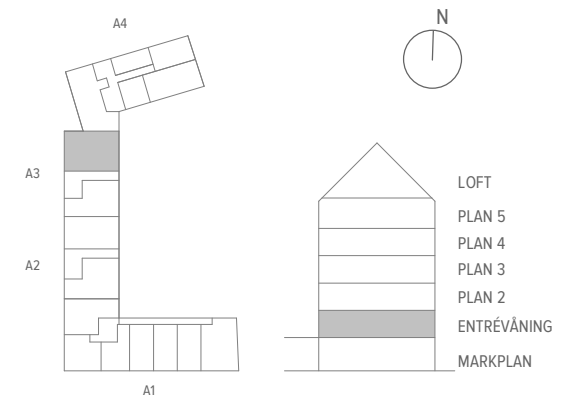 A4
N
A3
A2
A1
LOFT
PLAN 5
PLAN 4
PLAN 3
PLAN 2
ENTRÉVÅNING
MARKPLAN